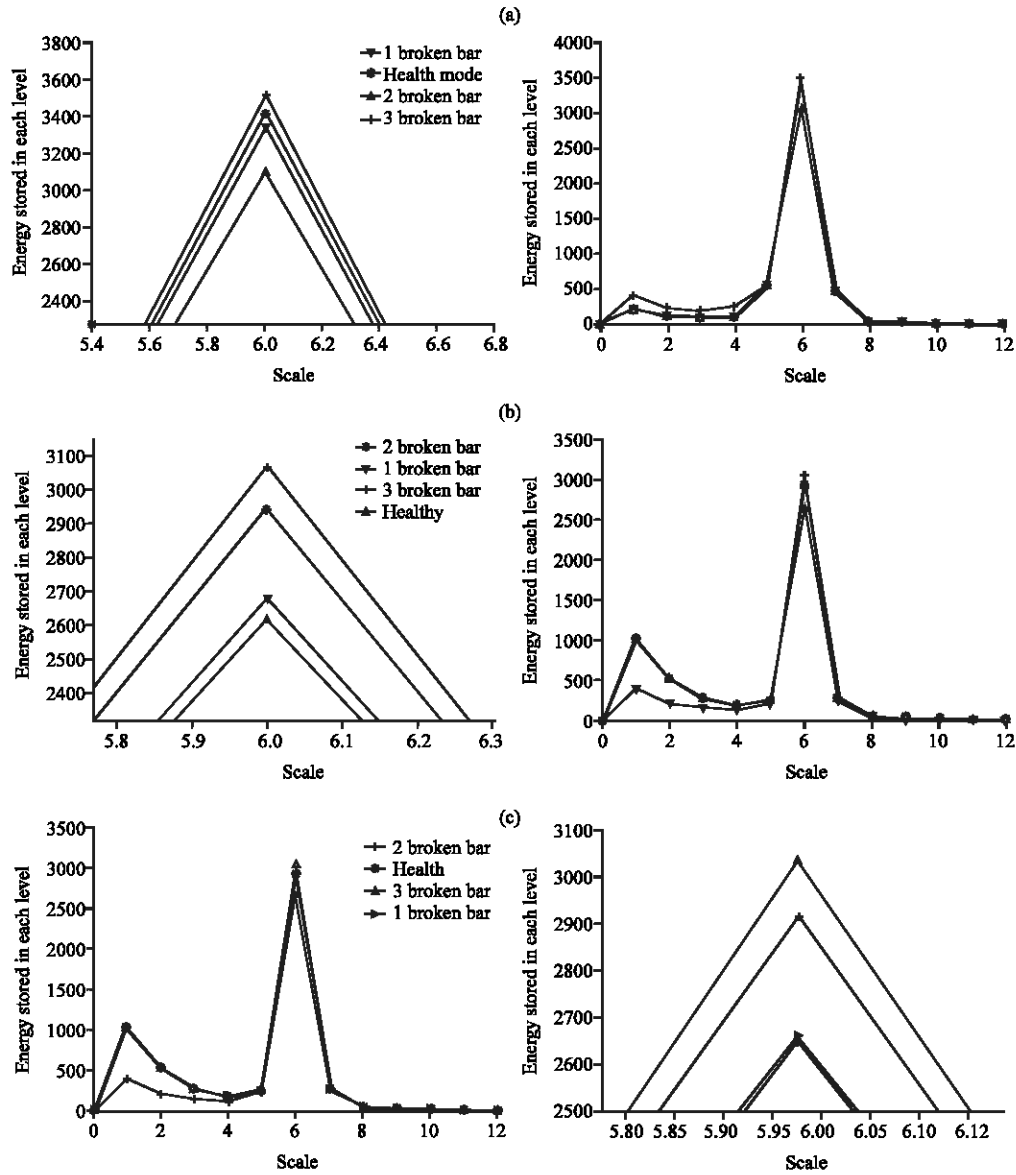 (a)
Energy stored in each level
3800
3600
3400
3200
3000
2800
2600
2400
5.4 5.6 5.8 6.0 6.2 6.4 6.6 6.8
Scale
1 broken bar
Health mode
2 broken bar
3 broken bar
Energy stored in each level
4000
3500
3000
2500
2000
1500
1000
500
0
0 2 4 6 8 10 12
Scale
(b)
Energy stored in each level
3100
3000
2900
2800
2700
2600
2500
2400
5.8 5.9 6.0 6.1 6.2 6.3
Scale
2 broken bar
1 broken bar
3 broken bar
Healthy
Energy stored in each level
3500
3000
2500
2000
1500
1000
500
0
0 2 4 6 8 10 12
Scale
(c)
Energy stored in each level
3500
3000
2500
2000
1500
1000
500
0
0 2 4 6 8 10 12
Scale
2 broken bar
Health
3 broken bar
1 broken bar
Energy stored in each level
3100
3000
2900
2800
2700
2600
2500
5.80 5.85 5.90 5.95 6.00 6.05 6.10 6.12
Scale